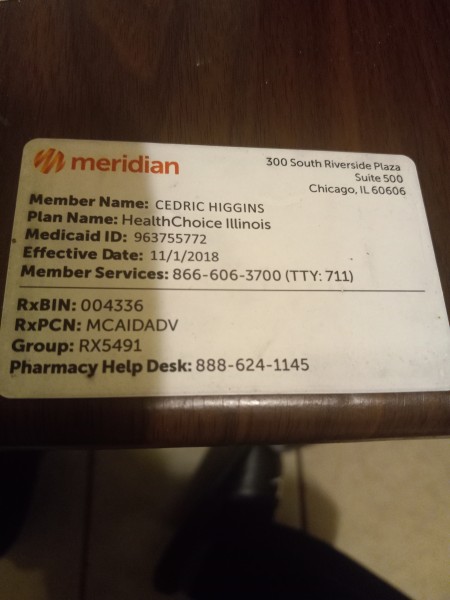 meridian
300 South Riverside Plaza
Suite 500
Chicago, IL 60606
Member Name: CEDRIC HIGGINS
Plan Name: HealthChoice Illinois
Medicaid ID: 963755772
Effective Date: 11/1/2018
Member Services: 866-606-3700 (TTY: 711)
RxBIN: 004336
RxPCN: MCAIDADV
Group: RX5491
Pharmacy Help Desk: 888-624-1145